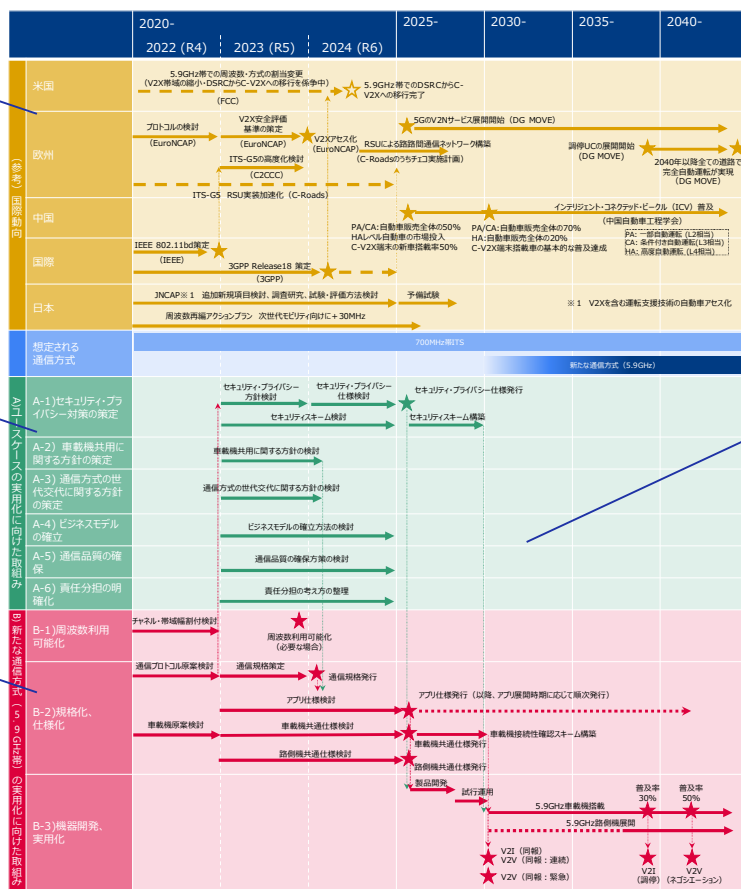 2020-
2022 (R4)
2023 (R5)
2024 (R6)
2025-
2030-
2035-
2040-
(参考)国際動向
米国
5.9GHz帯での周波数・方式の割当変更
(V2X帯域の縮小・DSRCからC-V2Xへの移行を係争中)
(FCC)
5.9GHz帯でのDSRCからC-
V2Xへの移行完了
欧州
プロトコルの検討
(EuroNCAP)
V2X安全評価
基準の策定
(EuroNCAP)
V2Xアセス化
(EuroNCAP)
5GのV2Nサービス展開開始(DG MOVE)
RSUによる路路間通信ネットワーク構築
(C-Roadsのうちチェコ実施計画)
ITS-G5の高度化検討
(C2CCC)
ITS-G5 RSU実装加速化(C-Roads)
調停UCの展開開始
(DG MOVE)
2040年以降全ての道路で
完全自動運転が実現
(DG MOVE)
中国
インテリジェント・コネクテッド・ビークル(ICV)普及
(中国自動車工程学会)
PA/CA:自動車販売全体の50%
HAレベル自動車の市場投入
C-V2X端末の新車搭載率50%
PA/CA:自動車販売全体の70%
HA:自動車販売全体の20%
C-V2X端末搭載車の基本的な普及達成
PA: 一部自動運転 (L2相当)
CA: 条件付き自動運転(L3相当)
HA: 高度自動運転 (L4相当)
国際
IEEE 802.11bd策定
(IEEE)
3GPP Release18 策定
(3GPP)
日本
JNCAP※1 追加新規項目検討、調査研究、試験・評価方法検討
予備試験
※1 V2Xを含む運転支援技術の自動車アセス化
周波数再編アクションプラン 次世代モビリティ向けに+30MHz
想定される
通信方式
700MHz帯ITS
新たな通信方式(5.9GHz)
A)ユースケースの実用化に向けた取組み
A-1)セキュリティ・プラ
イバシー対策の策定
セキュリティ・プライバシー
方針検討
セキュリティ・プライバシー
仕様検討
セキュリティ・プライバシー仕様発行
セキュリティスキーム検討
セキュリティスキーム構築
A-2) 車載機共用に
関する方針の策定
車載機共用に関する方針の検討
A-3) 通信方式の世
代交代に関する方針
の策定
通信方式の世代交代に関する方針の検討
A-4) ビジネスモデル
の確立
ビジネスモデルの確立方法の検討
A-5) 通信品質の確
保
通信品質の確保方策の検討
A-6) 責任分担の明
確化
責任分担の考え方の整理
B)新たな通信方式(5.9GHz帯)の実用化に向けた取組み
B-1)周波数利用
可能化
チャネル・帯域幅割付検討
周波数利用可能化
(必要な場合)
B-2)規格化、
仕様化
通信プロトコル原案検討
通信規格策定
通信規格発行
アプリ仕様検討
アプリ仕様発行(以降、アプリ展開時期に応じて順次発行)
車載機原案検討
車載機共通仕様検討
車載機共通仕様発行
車載機接続性確認スキーム構築
路側機共通仕様検討
路側機共通仕様発行
B-3)機器開発、
実用化
製品開発
試行運用
5.9GHz車載機搭載
普及率
30%
普及率
50%
5.9GHz路側機展開
V2I(同報)
V2V(同報:連続)
V2V(同報:緊急)
V2I
(調停)
V2V
(ネゴシエーション)